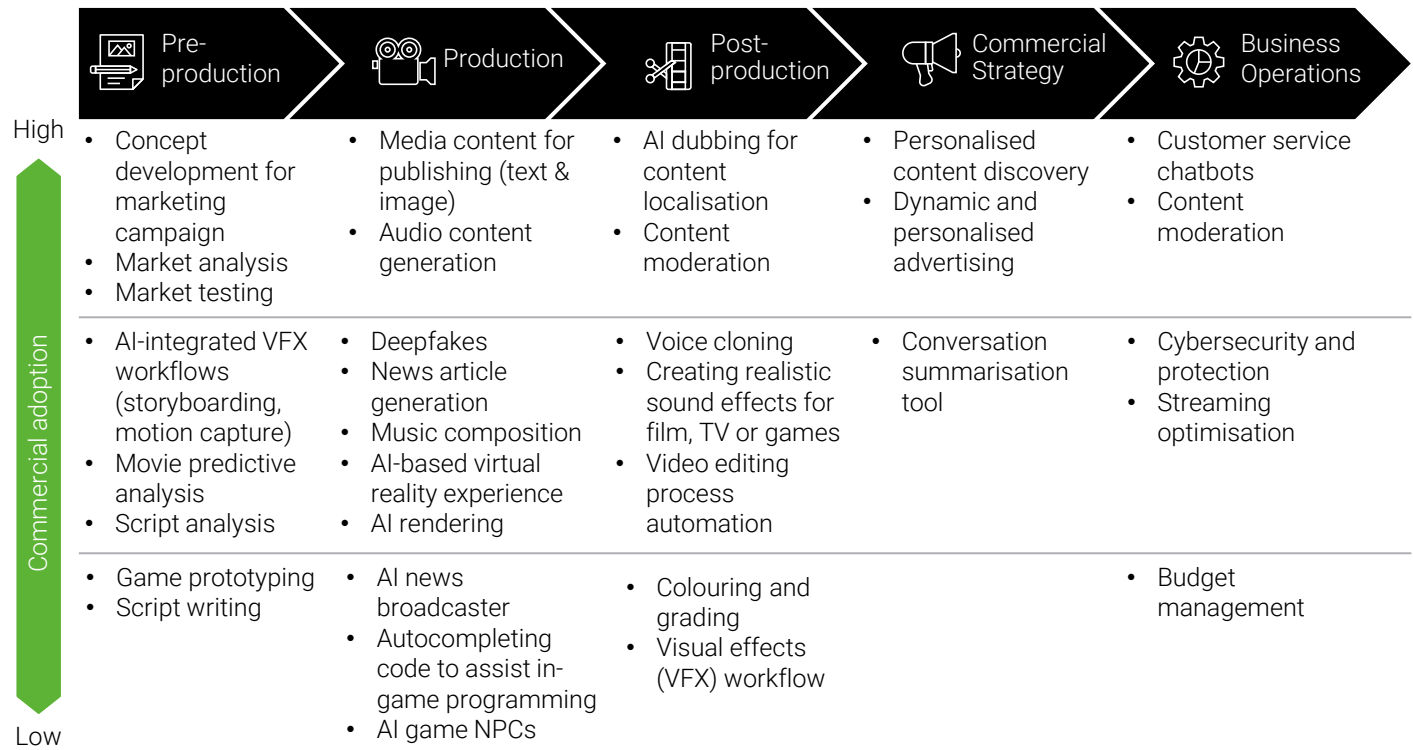 Pre-
production
Production
Post-
production
Commercial
Strategy
Business
Operations
High
Commercial adoption
Low
• Concept
development for
marketing
campaign
• Market analysis
• Market testing
• Media content for
publishing (text &
image)
• Audio content
generation
• AI dubbing for
content
localisation
• Content
moderation
• Personalised
content discovery
• Dynamic and
personalised
advertising
• Customer service
chatbots
• Content
moderation
• AI-integrated VFX
workflows
(storyboarding,
motion capture)
• Movie predictive
analysis
• Script analysis
• Deepfakes
• News article
generation
• Music composition
• AI-based virtual
reality experience
• AI rendering
• Voice cloning
• Creating realistic
sound effects for
film, TV or games
• Video editing
process
automation
• Conversation
summarisation
tool
• Cybersecurity and
protection
• Streaming
optimisation
• Game prototyping
• Script writing
• AI news
broadcaster
• Autocompleting
code to assist in-
game programming
• AI game NPCs
• Colouring and
grading
• Visual effects
(VFX) workflow
• Budget
management